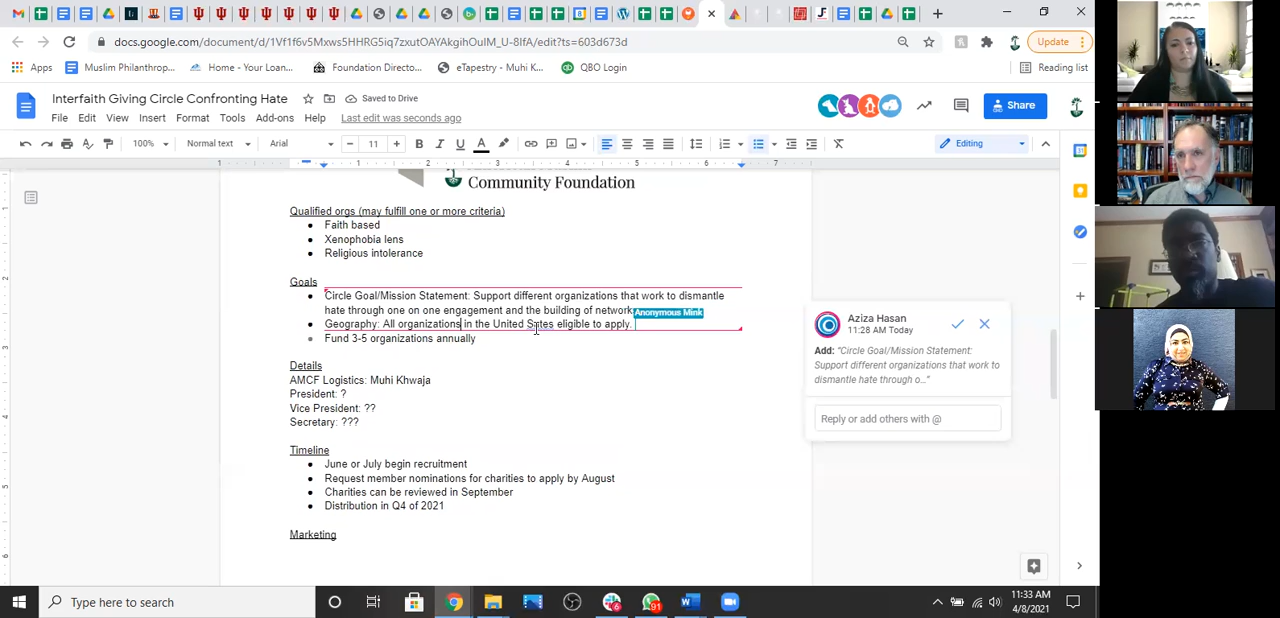 docs.google.com/document/d/1Vf1f6v5Mxws5HHRG5iq7zxutOAYAkgihOuIM_U-8IfA/edit?ts=603d673d
Update
Apps
Muslim Philanthrop...
Home - Your Loan...
Foundation Directo...
eTapestry - Muhi K...
QBO Login
Reading list
Interfaith Giving Circle Confronting Hate
Saved to Drive
File Edit View Insert Format Tools Add-ons Help
Last edit was seconds ago
Share
100%
Normal text
Arial
11
Editing
Community Foundation
Qualified orgs (may fulfill one or more criteria)
Faith based
Xenophobia lens
Religious intolerance
Goals
Circle Goal/Mission Statement: Support different organizations that work to dismantle
hate through one on one engagement and the building of network
Anonymous Mink
Geography: All organizations in the United Sates eligible to apply.
Fund 3-5 organizations annually
Details
AMCF Logistics: Muhi Khwaja
President: ?
Vice President: ??
Secretary: ???
Timeline
June or July begin recruitment
Request member nominations for charities to apply by August
Charities can be reviewed in September
Distribution in Q4 of 2021
Marketing
Aziza Hasan
11:28 AM Today
Add: "Circle Goal/Mission Statement:
Support different organizations that work to
dismantle hate through o..."
Reply or add others with @
Type here to search
11:33 AM
4/8/2021